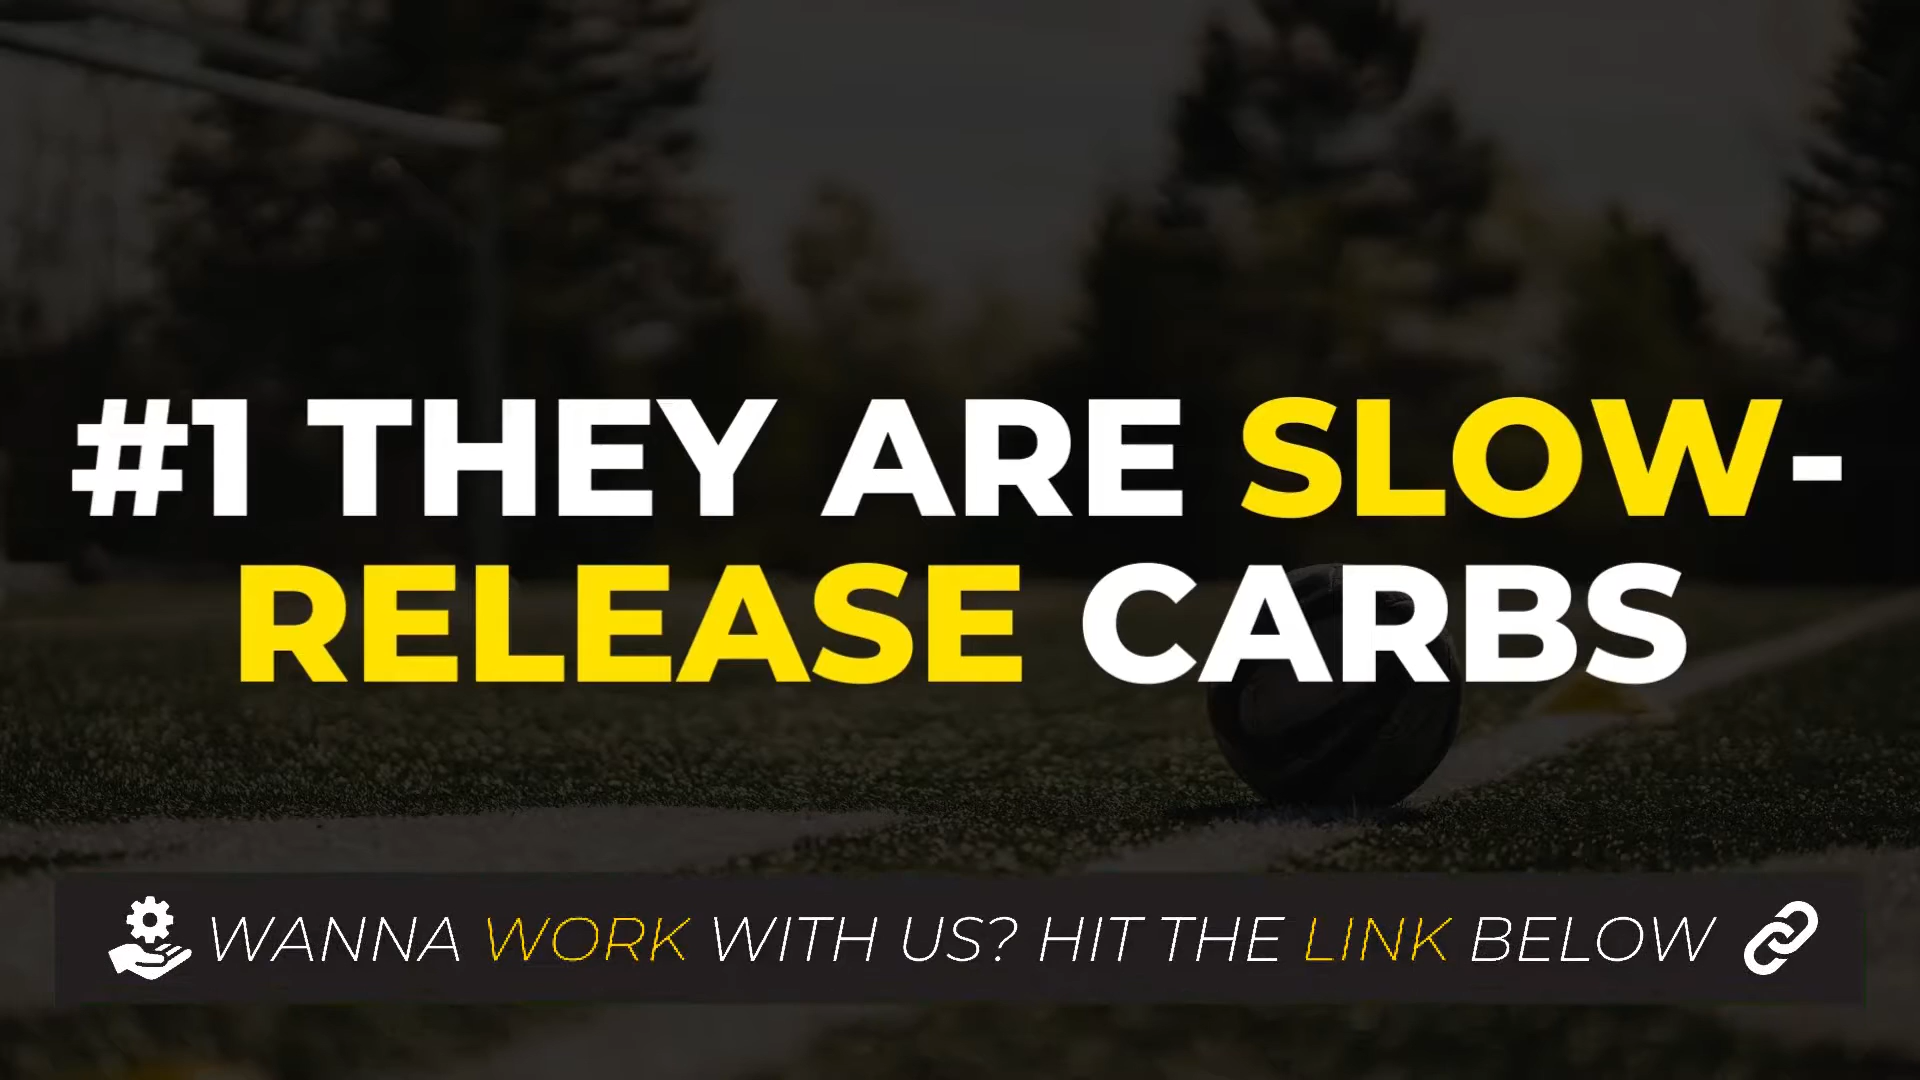 #1 THEY ARE SLOW-
RELEASE CARBS
WANNA WORK WITH US? HIT THE LINK BELOW